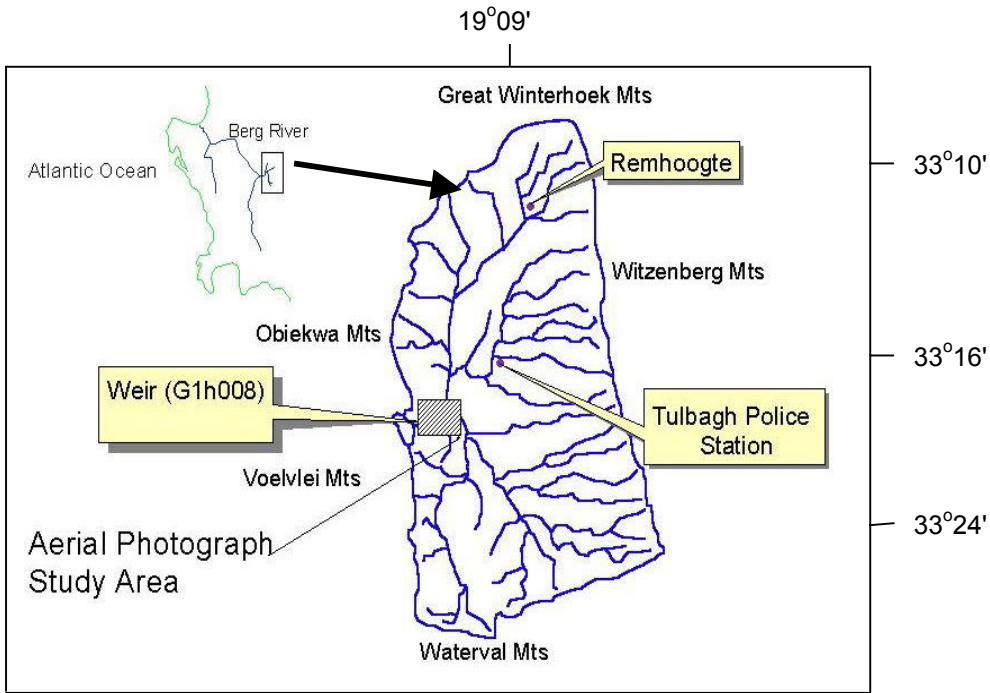 19°09'
Great Winterhoek Mts
Berg River
Atlantic Ocean
Remhoogte
33°10'
Witzenberg Mts
Obiekwa Mts
33°16'
Weir (G1h008)
Tulbagh Police
Station
Voelvlei Mts
33°24'
Aerial Photograph
Study Area
Waterval Mts